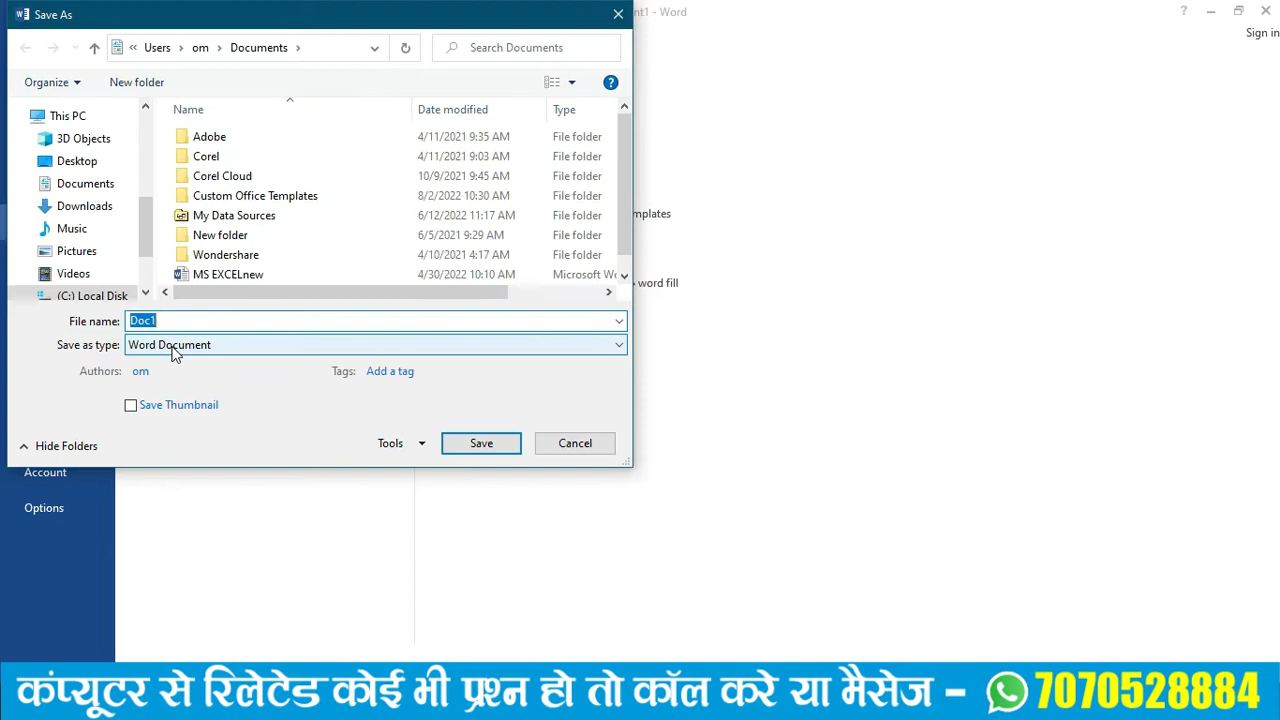 Save As
nt1 - Word
Sign in
Users > om > Documents >
Search Documents
Organize
New folder
Name Date modified Type
This PC
3D Objects
Desktop
Documents
Downloads
Music
Pictures
Videos
(C:) Local Disk
Adobe 4/11/2021 9:35 AM File folder
Corel 4/11/2021 9:03 AM File folder
Corel Cloud 10/9/2021 9:45 AM File folder
Custom Office Templates 8/2/2022 10:30 AM File folder
My Data Sources 6/12/2022 11:17 AM File folder
New folder 6/5/2021 9:29 AM File folder
Wondershare 4/10/2021 4:17 AM File folder
MS EXCELnew 4/30/2022 10:10 AM Microsoft Wo
mplates
word fill
File name: Doc1
Save as type: Word Document
Authors: om Tags: Add a tag
Save Thumbnail
Hide Folders Tools Save Cancel
Account
Options
कंप्यूटर से रिलेटेड कोई भी प्रश्न हो तो कॉल करे या मैसेज – 7070528884